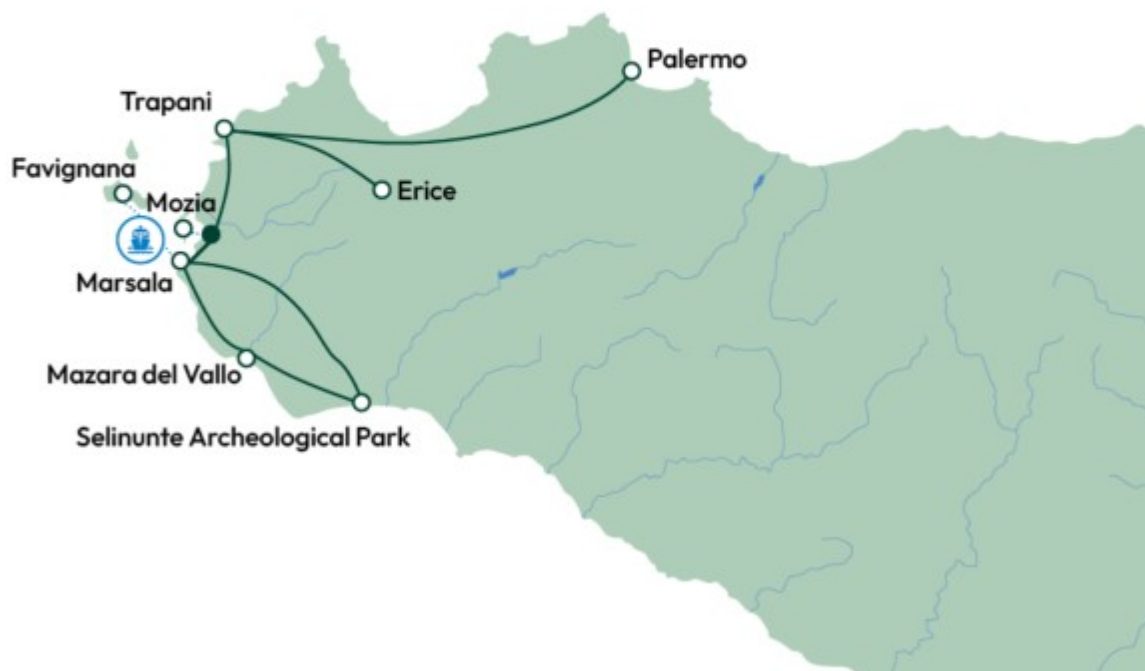 Palermo
Trapani
Favignana
Erice
Mozia
Marsala
Mazara del Vallo
Selinunte Archeological Park